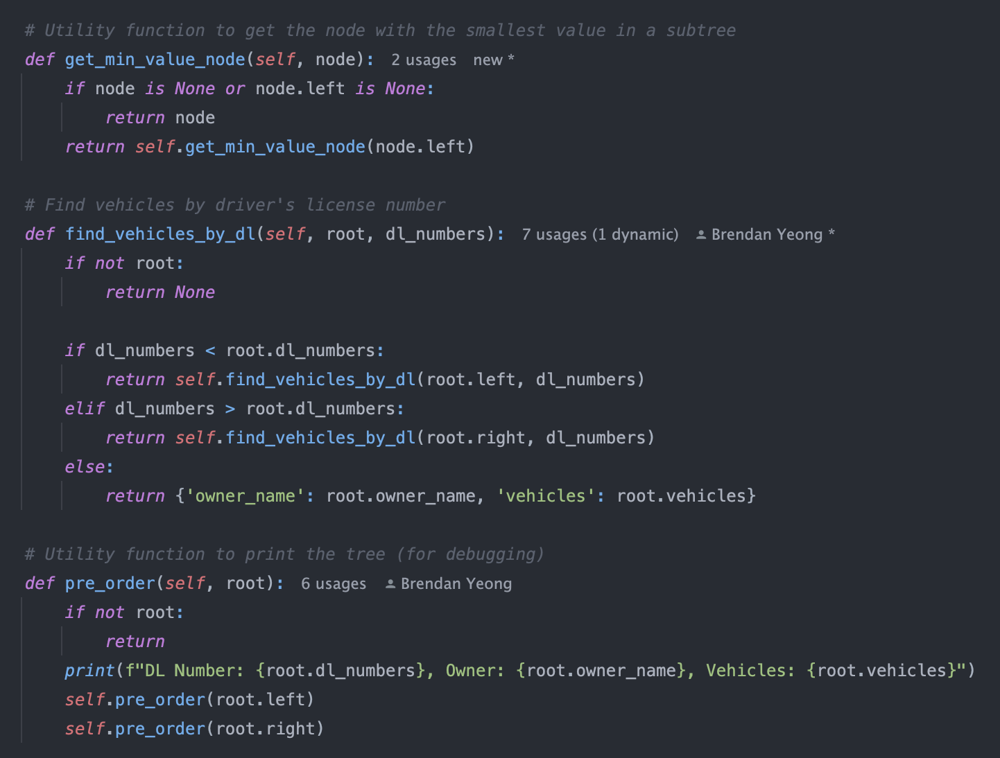 # Utility function to get the node with the smallest value in a subtree
def get_min_value_node(self, node): 2 usages new *
    if node is None or node.left is None:
        return node
    return self.get_min_value_node(node.left)

# Find vehicles by driver's license number
def find_vehicles_by_dl(self, root, dl_numbers): 7 usages (1 dynamic) Brendan Yeong *
    if not root:
        return None

    if dl_numbers < root.dl_numbers:
        return self.find_vehicles_by_dl(root.left, dl_numbers)
    elif dl_numbers > root.dl_numbers:
        return self.find_vehicles_by_dl(root.right, dl_numbers)
    else:
        return {'owner_name': root.owner_name, 'vehicles': root.vehicles}

# Utility function to print the tree (for debugging)
def pre_order(self, root): 6 usages Brendan Yeong
    if not root:
        return
    print(f"DL Number: {root.dl_numbers}, Owner: {root.owner_name}, Vehicles: {root.vehicles}")
    self.pre_order(root.left)
    self.pre_order(root.right)